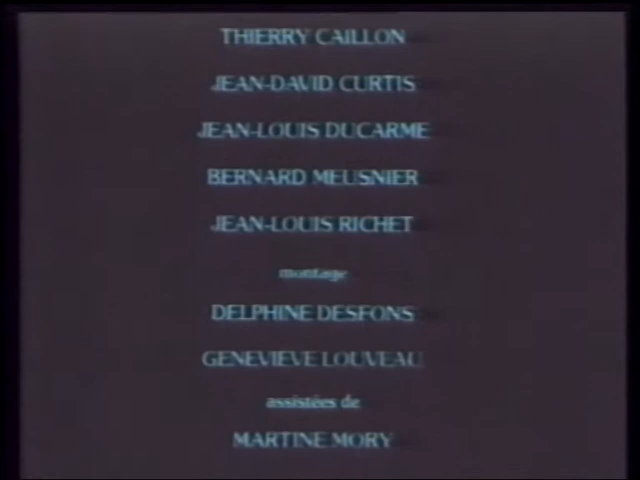 THIERRY CAILLON
JEAN-DAVID CURTIS
JEAN-LOUIS DUCARME
BERNARD MEUSNIER
JEAN-LOUIS RICHET
montage
DELPHINE DESFONS
GENEVIEVE LOUVEAU
assistées de
MARTINE MORY